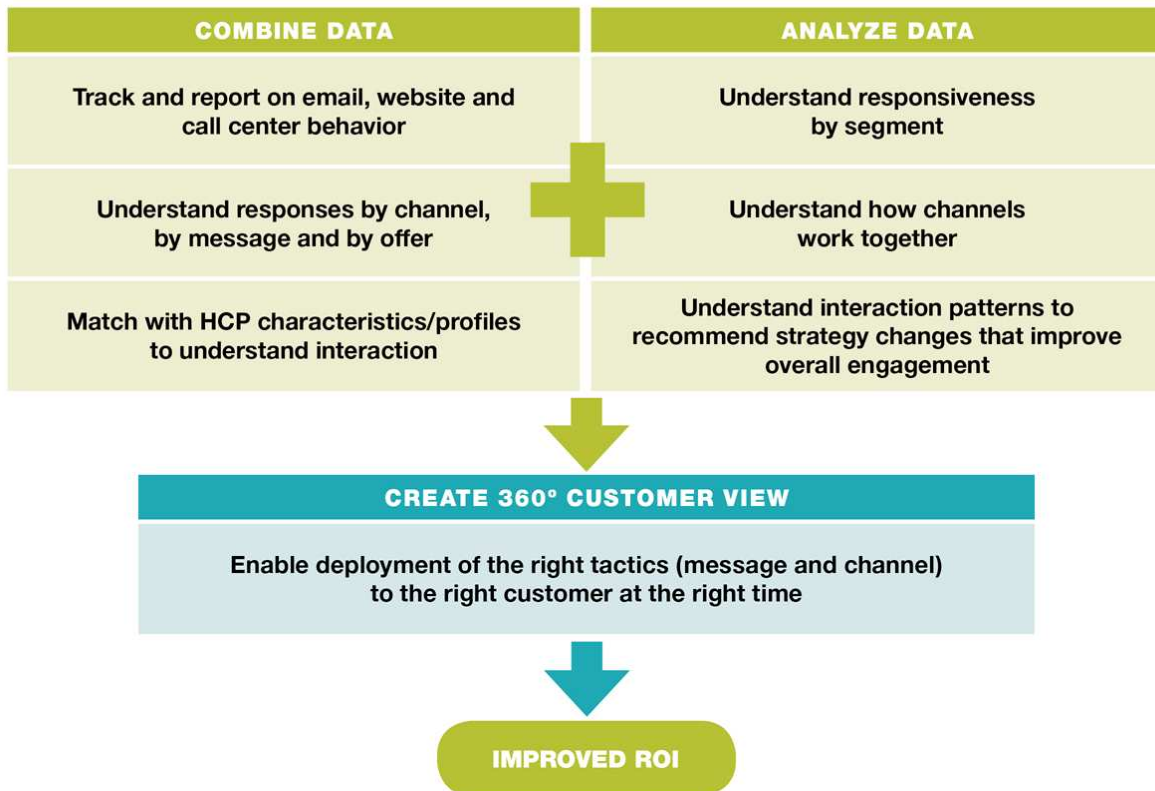 COMBINE DATA
Track and report on email, website and
call center behavior
Understand responses by channel,
by message and by offer
Match with HCP characteristics/profiles
to understand interaction
ANALYZE DATA
Understand responsiveness
by segment
Understand how channels
work together
Understand interaction patterns to
recommend strategy changes that improve
overall engagement
CREATE 360º CUSTOMER VIEW
Enable deployment of the right tactics (message and channel)
to the right customer at the right time
IMPROVED ROI